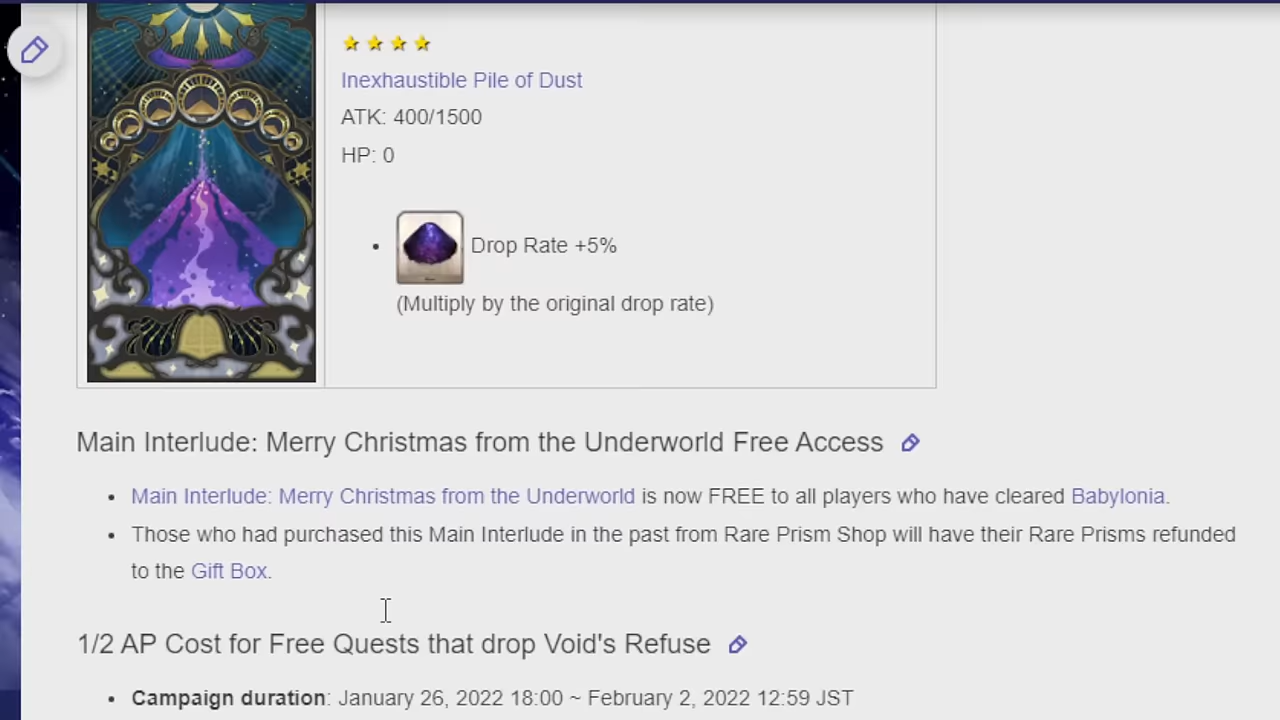 Inexhaustible Pile of Dust
ATK: 400/1500
HP: 0
Drop Rate +5%
(Multiply by the original drop rate)
Main Interlude: Merry Christmas from the Underworld Free Access
Main Interlude: Merry Christmas from the Underworld is now FREE to all players who have cleared Babylonia.
Those who had purchased this Main Interlude in the past from Rare Prism Shop will have their Rare Prisms refunded
to the Gift Box.
1/2 AP Cost for Free Quests that drop Void's Refuse
Campaign duration: January 26, 2022 18:00 ~ February 2, 2022 12:59 JST